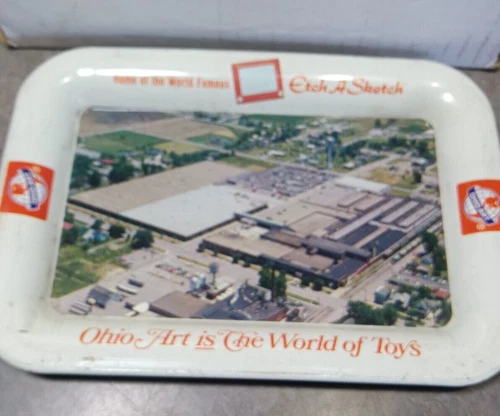 Home of the World Famous Etch A Sketch
Ohio Art is The World of Toys